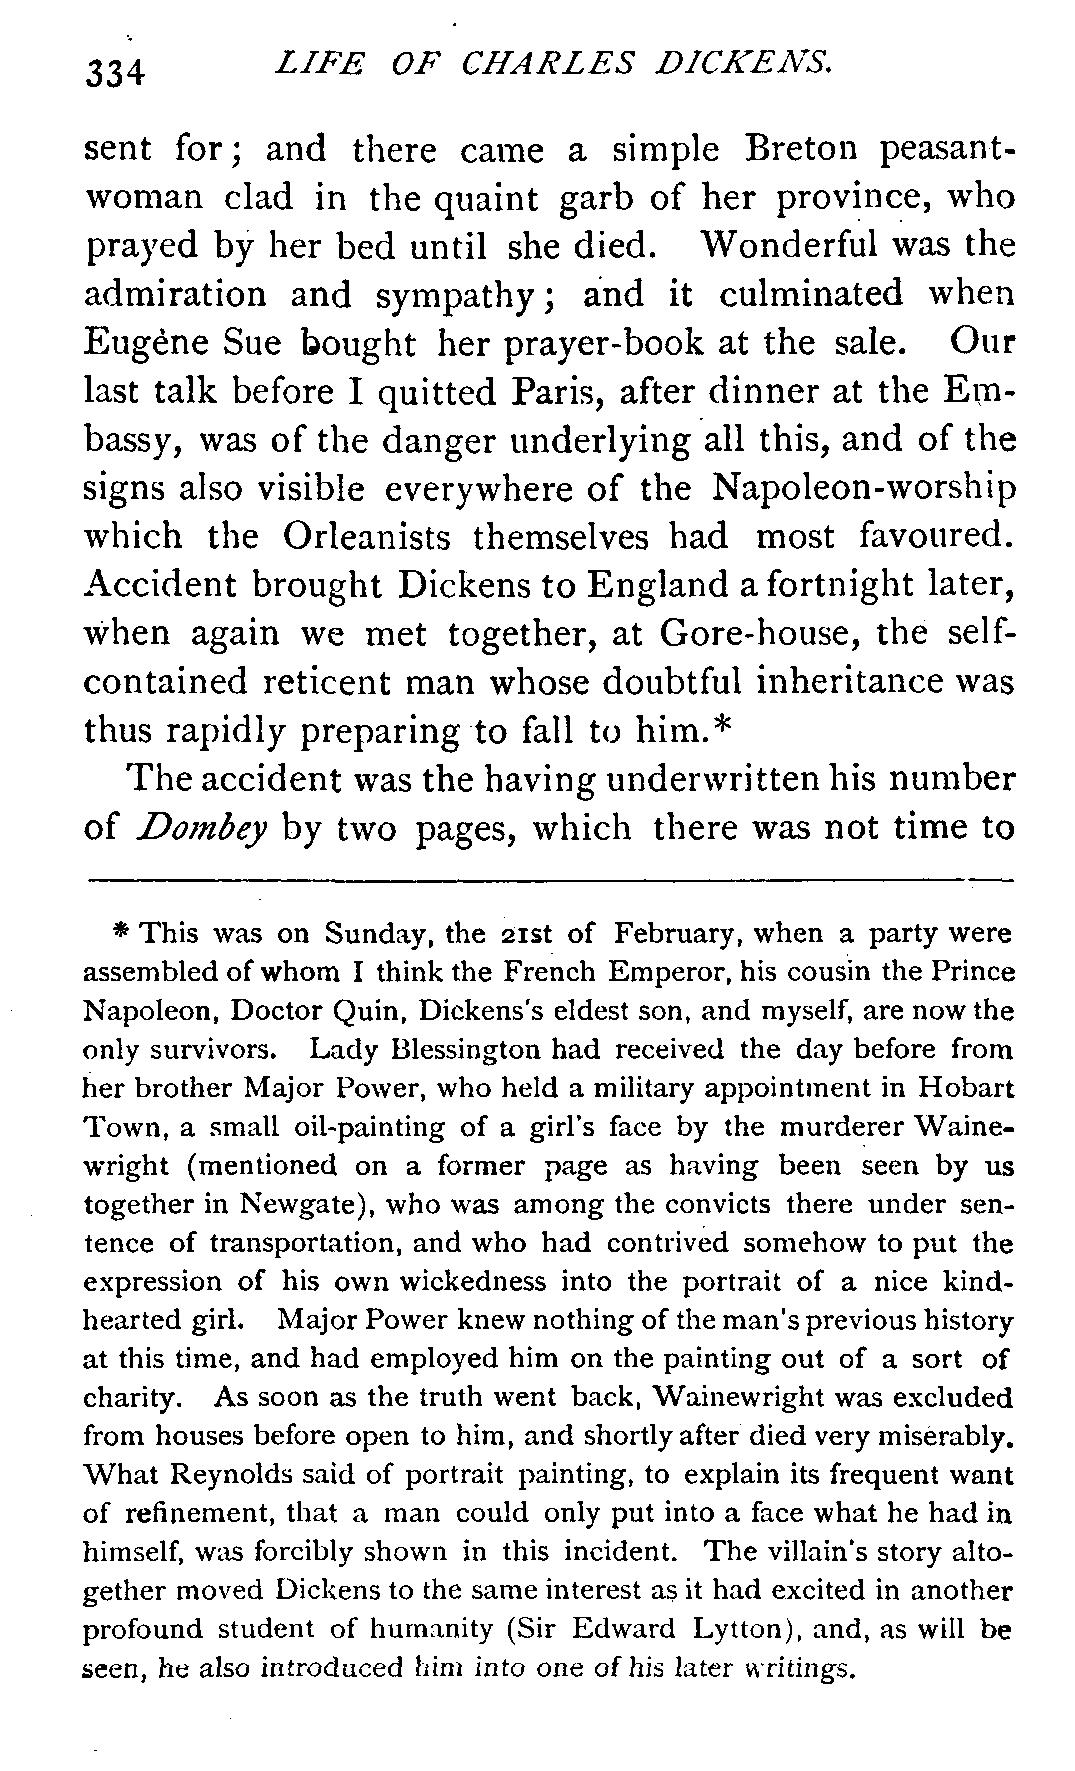 334 LIFE OF CHARLES DICKENS.
sent for; and there came a simple Breton peasant-
woman clad in the quaint garb of her province, who
prayed by her bed until she died. Wonderful was the
admiration and sympathy; and it culminated when
Eugène Sue bought her prayer-book at the sale. Our
last talk before I quitted Paris, after dinner at the Em-
bassy, was of the danger underlying all this, and of the
signs also visible everywhere of the Napoleon-worship
which the Orleanists themselves had most favoured.
Accident brought Dickens to England a fortnight later,
when again we met together, at Gore-house, the self-
contained reticent man whose doubtful inheritance was
thus rapidly preparing to fall to him.*
The accident was the having underwritten his number
of Dombey by two pages, which there was not time to
* This was on Sunday, the 21st of February, when a party were
assembled of whom I think the French Emperor, his cousin the Prince
Napoleon, Doctor Quin, Dickens's eldest son, and myself, are now the
only survivors. Lady Blessington had received the day before from
her brother Major Power, who held a military appointment in Hobart
Town, a small oil-painting of a girl's face by the murderer Waine-
wright (mentioned on a former page as having been seen by us
together in Newgate), who was among the convicts there under sen-
tence of transportation, and who had contrived somehow to put the
expression of his own wickedness into the portrait of a nice kind-
hearted girl. Major Power knew nothing of the man's previous history
at this time, and had employed him on the painting out of a sort of
charity. As soon as the truth went back, Wainewright was excluded
from houses before open to him, and shortly after died very miserably.
What Reynolds said of portrait painting, to explain its frequent want
of refinement, that a man could only put into a face what he had in
himself, was forcibly shown in this incident. The villain's story alto-
gether moved Dickens to the same interest as it had excited in another
profound student of humanity (Sir Edward Lytton), and, as will be
seen, he also introduced him into one of his later writings.